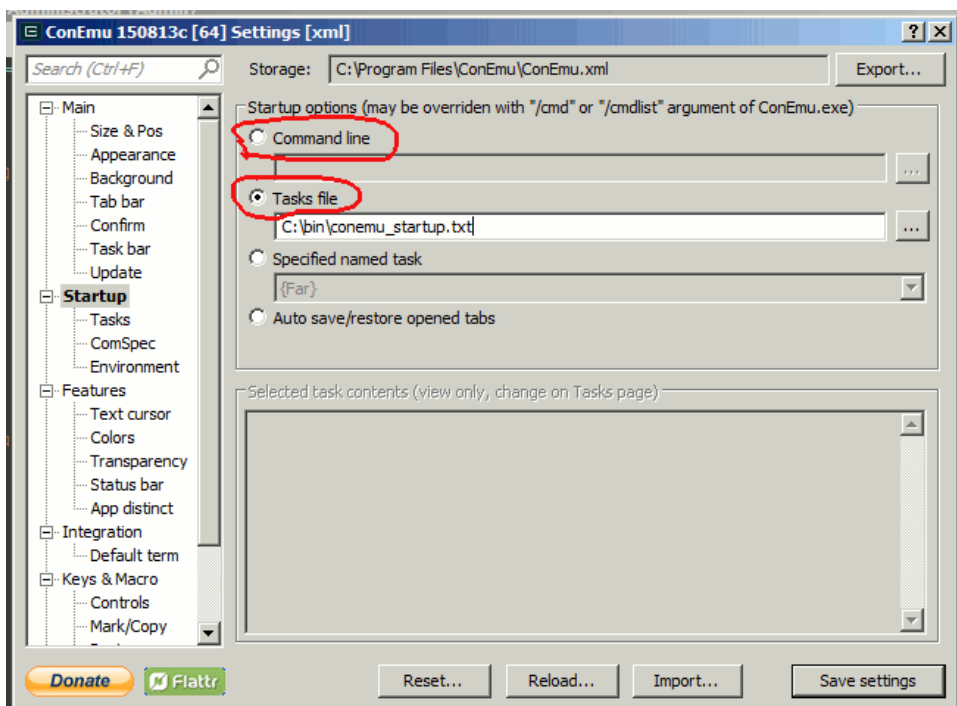 ConEmu 150813c [64] Settings [xml]
Search (Ctrl+F)
Storage: C:\Program Files\ConEmu\ConEmu.xml Export...
Main
Size & Pos
Appearance
Background
Tab bar
Confirm
Task bar
Update
Startup
Tasks
ComSpec
Environment
Features
Text cursor
Colors
Transparency
Status bar
App distinct
Integration
Default term
Keys & Macro
Controls
Mark/Copy
Startup options (may be overriden with "/cmd" or "/cmdlist" argument of ConEmu.exe)
Command line
...
Tasks file
C:\bin\conemu_startup.txt ...
Specified named task
{Far}
Auto save/restore opened tabs
Selected task contents (view only, change on Tasks page)
Donate Flattr Reset... Reload... Import... Save settings